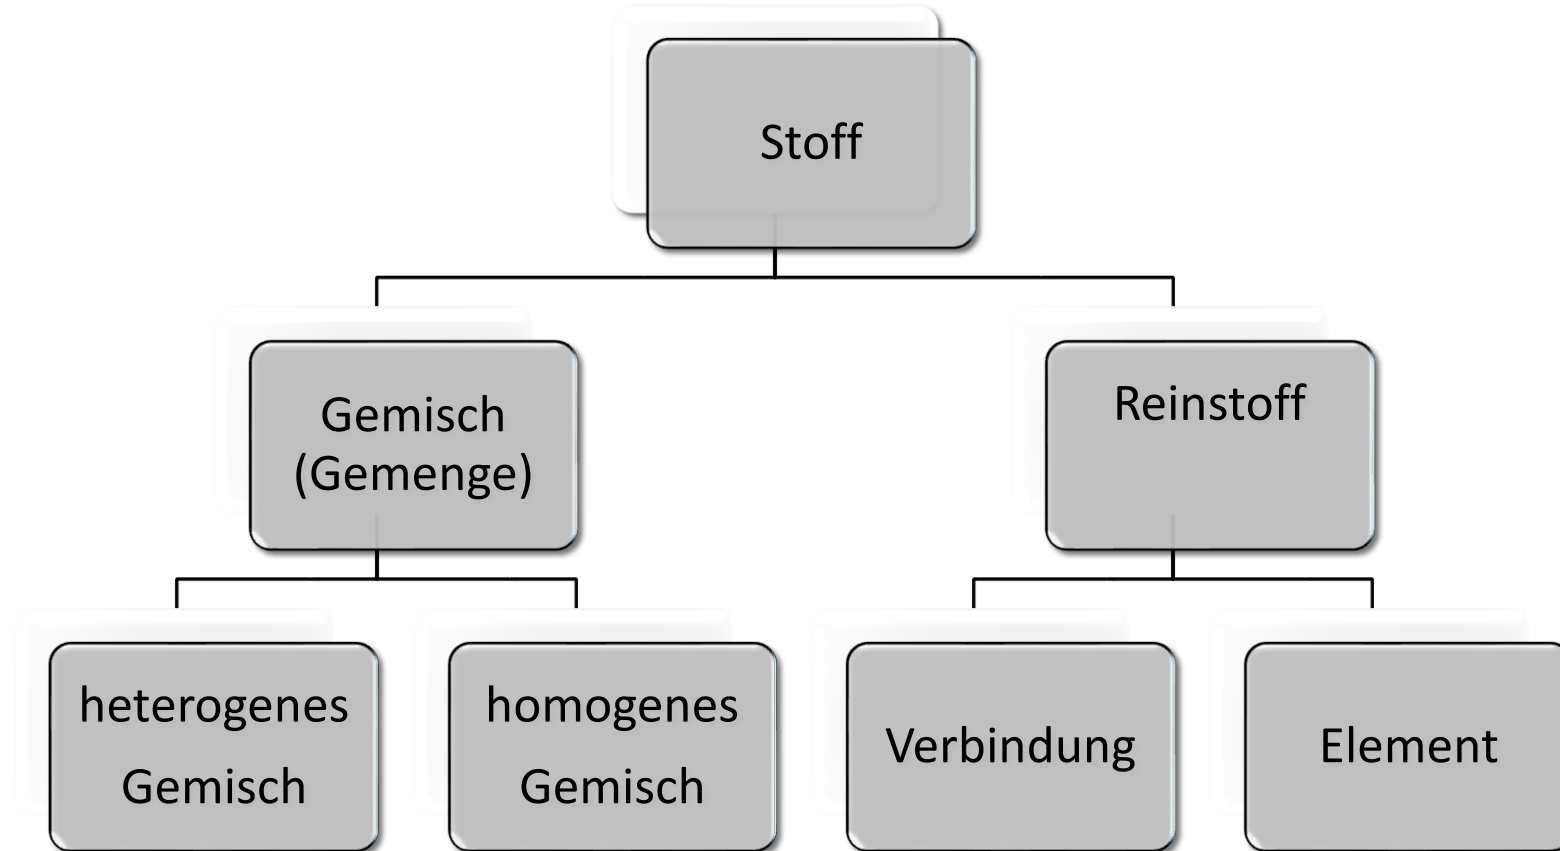 Stoff
Gemisch
(Gemenge)
Reinstoff
heterogenes
Gemisch
homogenes
Gemisch
Verbindung
Element